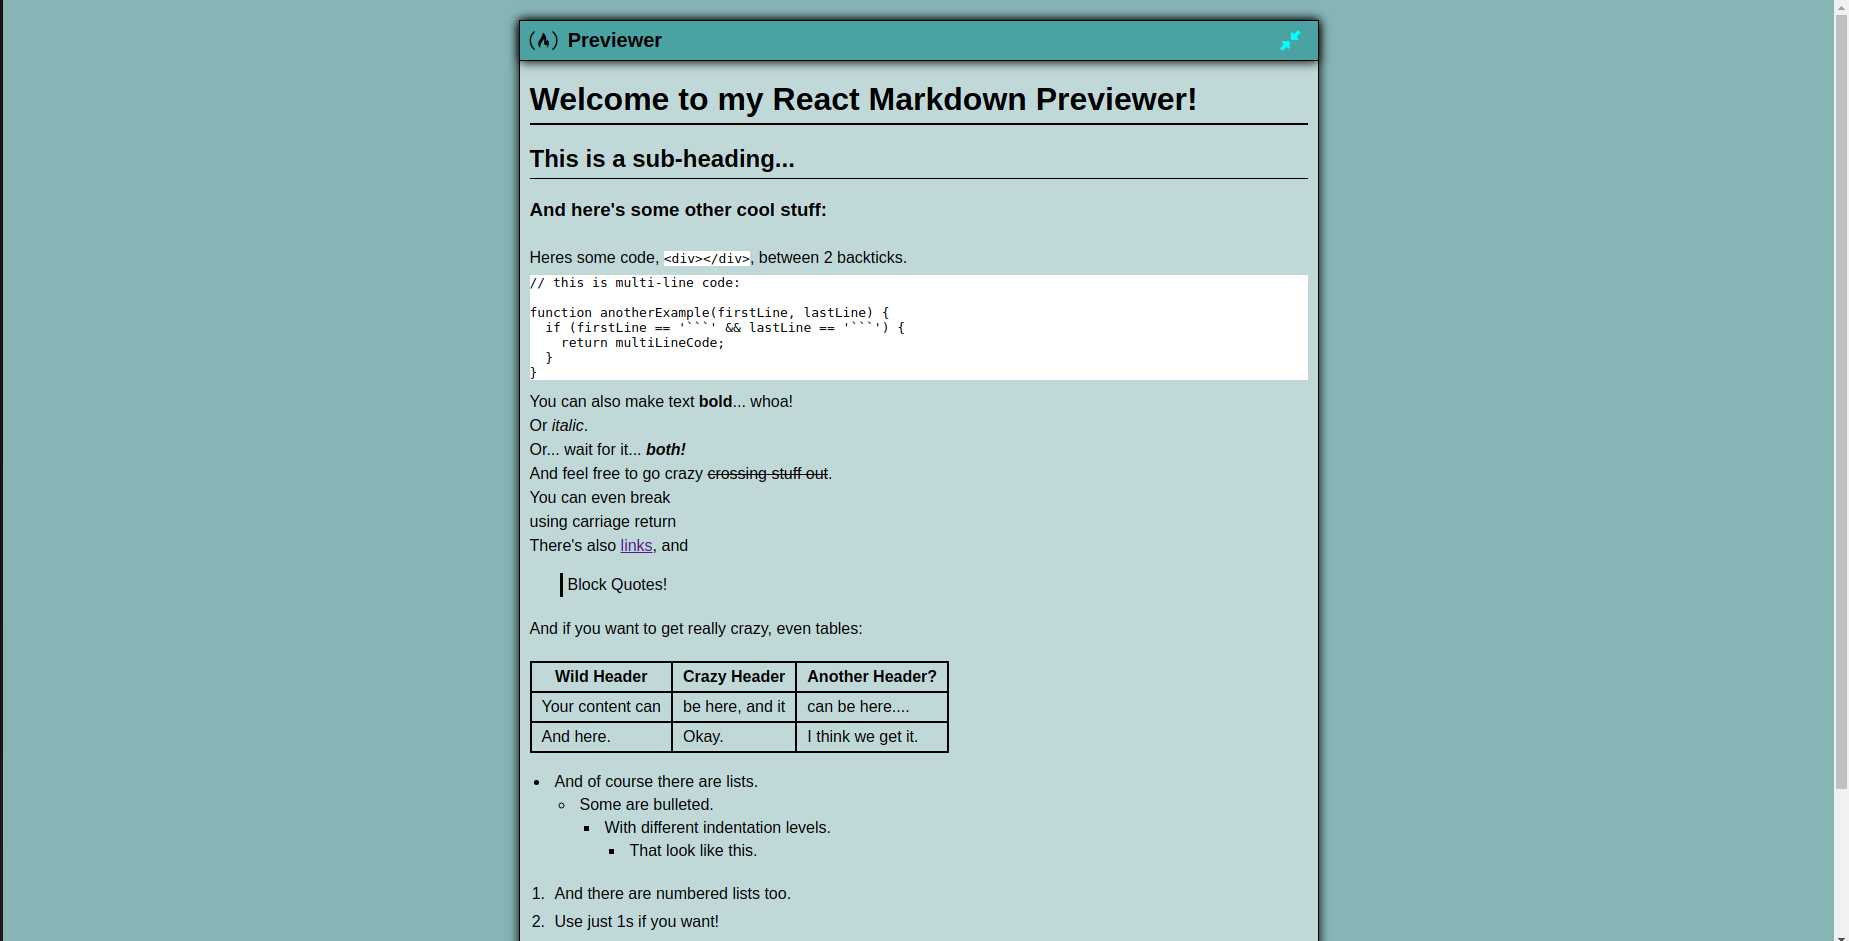 Previewer
Welcome to my React Markdown Previewer!
This is a sub-heading...
And here's some other cool stuff:
Heres some code, <div></div>, between 2 backticks.
// this is multi-line code:
function anotherExample(firstLine, lastLine) {
  if (firstLine == '```' && lastLine == '```') {
    return multiLineCode;
  }
}
You can also make text bold... whoa!
Or italic.
Or... wait for it... both!
And feel free to go crazy crossing stuff out.
You can even break
using carriage return
There's also links, and
Block Quotes!
And if you want to get really crazy, even tables:
Wild Header Crazy Header Another Header?
Your content can be here, and it can be here....
And here. Okay. I think we get it.
And of course there are lists.
Some are bulleted.
With different indentation levels.
That look like this.
1. And there are numbered lists too.
2. Use just 1s if you want!